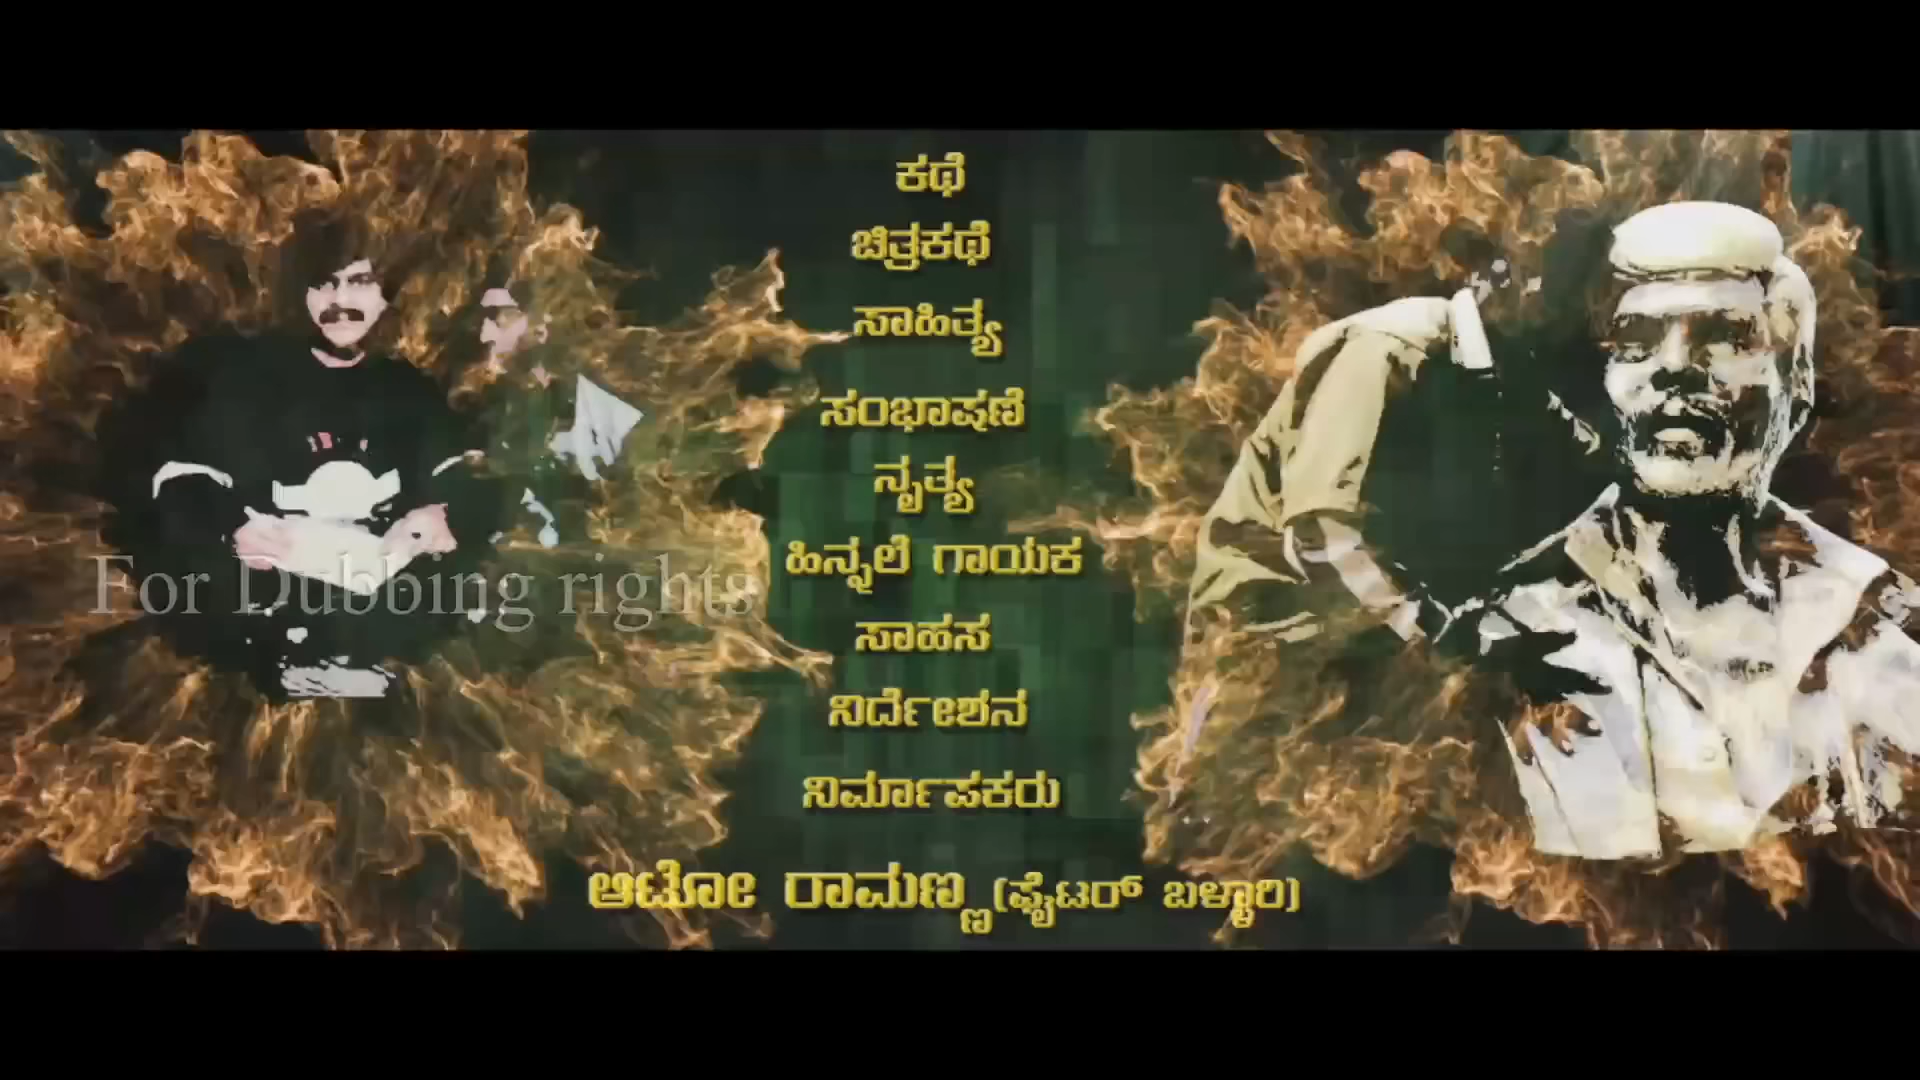 ಕಥೆ
ಚಿತ್ರಕಥೆ
ಸಾಹಿತ್ಯ
ಸಂಭಾಷಣೆ
ನೃತ್ಯ
ಹಿನ್ನಲೆ ಗಾಯಕ
For Dubbing rights
ಸಾಹಸ
ನಿರ್ದೇಶನ
ನಿರ್ಮಾಪಕರು
ಆಟೋ ರಾಮಣ್ಣ (ಫೈಟರ್ ಬಳ್ಳಾರಿ)